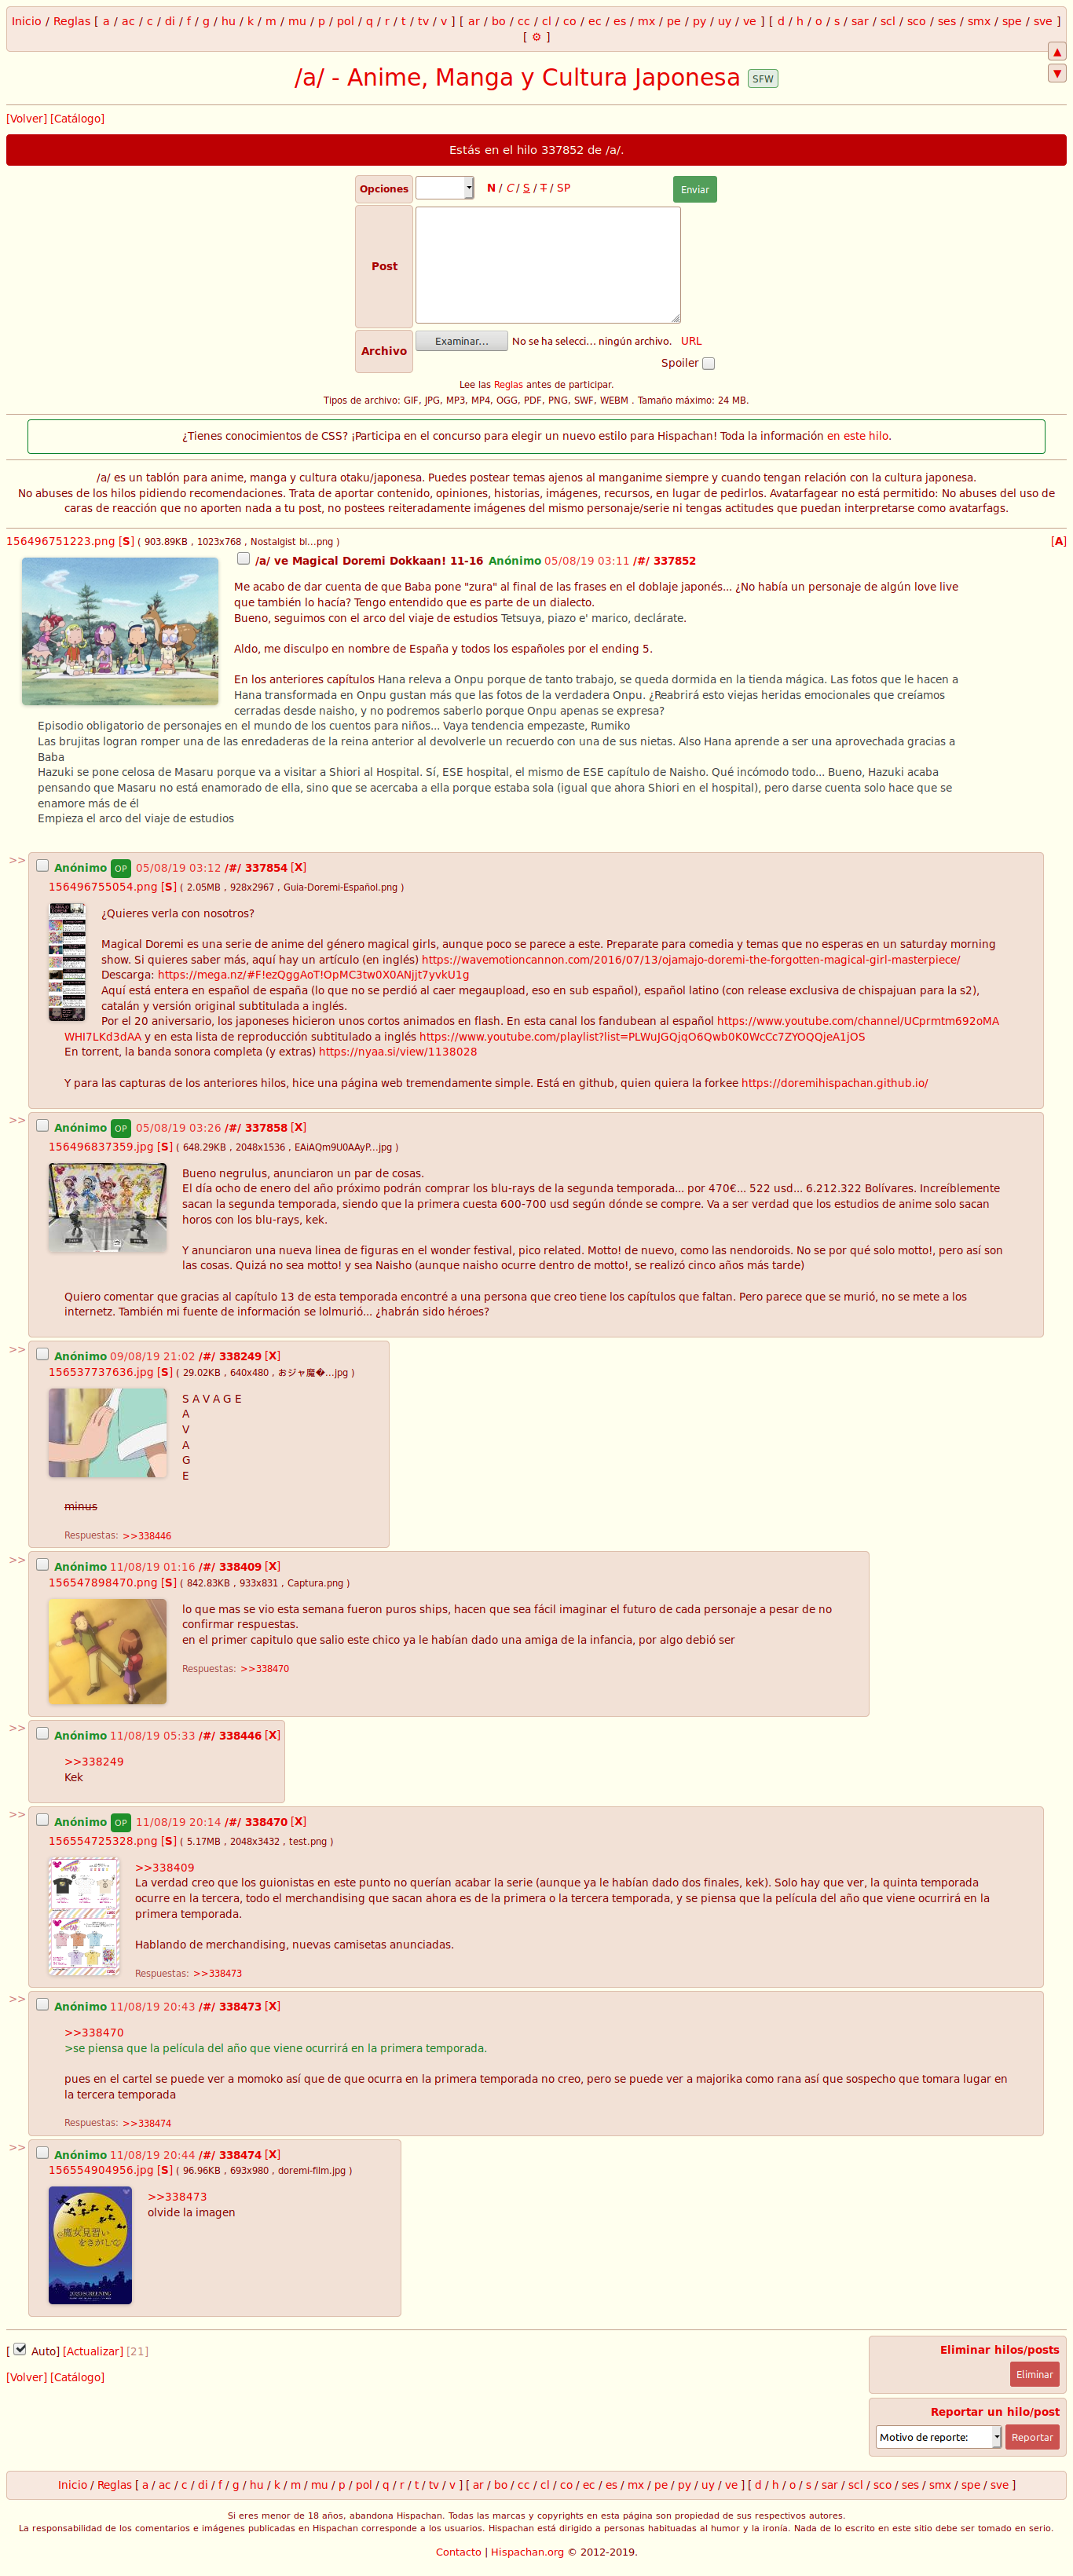 Inicio / Reglas [ a / ac / c / di / f / g / hu / k / m / mu / p / pol / q / r / t / tv / v ] [ ar / bo / cc / cl / co / ec / es / mx / pe / py / uy / ve ] [ d / h / o / s / sar / scl / sco / ses / smx / spe / sve ]
[ ⚙ ]
▲
▼
/a/ - Anime, Manga y Cultura Japonesa SFW
[Volver] [Catálogo]
Estás en el hilo 337852 de /a/.
Opciones N / C / S / T / SP Enviar
Post
Archivo Examinar... No se ha selecci... ningún archivo. URL
Spoiler
Lee las Reglas antes de participar.
Tipos de archivo: GIF, JPG, MP3, MP4, OGG, PDF, PNG, SWF, WEBM . Tamaño máximo: 24 MB.
¿Tienes conocimientos de CSS? ¡Participa en el concurso para elegir un nuevo estilo para Hispachan! Toda la información en este hilo.
/a/ es un tablón para anime, manga y cultura otaku/japonesa. Puedes postear temas ajenos al manganime siempre y cuando tengan relación con la cultura japonesa.
No abuses de los hilos pidiendo recomendaciones. Trata de aportar contenido, opiniones, historias, imágenes, recursos, en lugar de pedirlos. Avatarfagear no está permitido: No abuses del uso de
caras de reacción que no aporten nada a tu post, no postees reiteradamente imágenes del mismo personaje/serie ni tengas actitudes que puedan interpretarse como avatarfags.
156496751223.png [S] ( 903.89KB , 1023x768 , Nostalgist bl...png )
[A]
/a/ ve Magical Doremi Dokkaan! 11-16 Anónimo 05/08/19 03:11 /#/ 337852
Me acabo de dar cuenta de que Baba pone "zura" al final de las frases en el doblaje japonés... ¿No había un personaje de algún love live
que también lo hacía? Tengo entendido que es parte de un dialecto.
Bueno, seguimos con el arco del viaje de estudios Tetsuya, piazo e' marico, declárate.
Aldo, me disculpo en nombre de España y todos los españoles por el ending 5.
En los anteriores capítulos Hana releva a Onpu porque de tanto trabajo, se queda dormida en la tienda mágica. Las fotos que le hacen a
Hana transformada en Onpu gustan más que las fotos de la verdadera Onpu. ¿Reabrirá esto viejas heridas emocionales que creíamos
cerradas desde naisho, y no podremos saberlo porque Onpu apenas se expresa?
Episodio obligatorio de personajes en el mundo de los cuentos para niños... Vaya tendencia empezaste, Rumiko
Las brujitas logran romper una de las enredaderas de la reina anterior al devolverle un recuerdo con una de sus nietas. Also Hana aprende a ser una aprovechada gracias a
Baba
Hazuki se pone celosa de Masaru porque va a visitar a Shiori al Hospital. Sí, ESE hospital, el mismo de ESE capítulo de Naisho. Qué incómodo todo... Bueno, Hazuki acaba
pensando que Masaru no está enamorado de ella, sino que se acercaba a ella porque estaba sola (igual que ahora Shiori en el hospital), pero darse cuenta solo hace que se
enamore más de él
Empieza el arco del viaje de estudios
>> Anónimo OP 05/08/19 03:12 /#/ 337854 [X]
156496755054.png [S] ( 2.05MB , 928x2967 , Guia-Doremi-Español.png )
¿Quieres verla con nosotros?
Magical Doremi es una serie de anime del género magical girls, aunque poco se parece a este. Preparate para comedia y temas que no esperas en un saturday morning
show. Si quieres saber más, aquí hay un artículo (en inglés) https://wavemotioncannon.com/2016/07/13/ojamajo-doremi-the-forgotten-magical-girl-masterpiece/
Descarga: https://mega.nz/#F!ezQggAoT!OpMC3tw0X0ANjjt7yvkU1g
Aquí está entera en español de españa (lo que no se perdió al caer megaupload, eso en sub español), español latino (con release exclusiva de chispajuan para la s2),
catalán y versión original subtitulada a inglés.
Por el 20 aniversario, los japoneses hicieron unos cortos animados en flash. En esta canal los fandubean al español https://www.youtube.com/channel/UCprmtm692oMA
WHI7LKd3dAA y en esta lista de reproducción subtitulado a inglés https://www.youtube.com/playlist?list=PLWuJGQjqO6Qwb0K0WcCc7ZYOQQjeA1jOS
En torrent, la banda sonora completa (y extras) https://nyaa.si/view/1138028
Y para las capturas de los anteriores hilos, hice una página web tremendamente simple. Está en github, quien quiera la forkee https://doremihispachan.github.io/
>> Anónimo OP 05/08/19 03:26 /#/ 337858 [X]
156496837359.jpg [S] ( 648.29KB , 2048x1536 , EAiAQm9U0AAyP...jpg )
Bueno negrulus, anunciaron un par de cosas.
El día ocho de enero del año próximo podrán comprar los blu-rays de la segunda temporada... por 470€... 522 usd... 6.212.322 Bolívares. Increíblemente
sacan la segunda temporada, siendo que la primera cuesta 600-700 usd según dónde se compre. Va a ser verdad que los estudios de anime solo sacan
horos con los blu-rays, kek.
Y anunciaron una nueva linea de figuras en el wonder festival, pico related. Motto! de nuevo, como las nendoroids. No se por qué solo motto!, pero así son
las cosas. Quizá no sea motto! y sea Naisho (aunque naisho ocurre dentro de motto!, se realizó cinco años más tarde)
Quiero comentar que gracias al capítulo 13 de esta temporada encontré a una persona que creo tiene los capítulos que faltan. Pero parece que se murió, no se mete a los
internetz. También mi fuente de información se lolmurió... ¿habrán sido héroes?
>> Anónimo 09/08/19 21:02 /#/ 338249 [X]
156537737636.jpg [S] ( 29.02KB , 640x480 , おジャ魔�...jpg )
S A V A G E
A
V
A
G
E
minus
Respuestas: >>338446
>> Anónimo 11/08/19 01:16 /#/ 338409 [X]
156547898470.png [S] ( 842.83KB , 933x831 , Captura.png )
lo que mas se vio esta semana fueron puros ships, hacen que sea fácil imaginar el futuro de cada personaje a pesar de no
confirmar respuestas.
en el primer capitulo que salio este chico ya le habían dado una amiga de la infancia, por algo debió ser
Respuestas: >>338470
>> Anónimo 11/08/19 05:33 /#/ 338446 [X]
>>338249
Kek
>> Anónimo OP 11/08/19 20:14 /#/ 338470 [X]
156554725328.png [S] ( 5.17MB , 2048x3432 , test.png )
>>338409
La verdad creo que los guionistas en este punto no querían acabar la serie (aunque ya le habían dado dos finales, kek). Solo hay que ver, la quinta temporada
ocurre en la tercera, todo el merchandising que sacan ahora es de la primera o la tercera temporada, y se piensa que la película del año que viene ocurrirá en la
primera temporada.
Hablando de merchandising, nuevas camisetas anunciadas.
Respuestas: >>338473
>> Anónimo 11/08/19 20:43 /#/ 338473 [X]
>>338470
>se piensa que la película del año que viene ocurrirá en la primera temporada.
pues en el cartel se puede ver a momoko así que de que ocurra en la primera temporada no creo, pero se puede ver a majorika como rana así que sospecho que tomara lugar en
la tercera temporada
Respuestas: >>338474
>> Anónimo 11/08/19 20:44 /#/ 338474 [X]
156554904956.jpg [S] ( 96.96KB , 693x980 , doremi-film.jpg )
>>338473
olvide la imagen
魔女見習い
をさがして
[ Auto] [Actualizar] [21]
[Volver] [Catálogo]
Eliminar hilos/posts
Eliminar
Reportar un hilo/post
Motivo de reporte: Reportar
Inicio / Reglas [ a / ac / c / di / f / g / hu / k / m / mu / p / pol / q / r / t / tv / v ] [ ar / bo / cc / cl / co / ec / es / mx / pe / py / uy / ve ] [ d / h / o / s / sar / scl / sco / ses / smx / spe / sve ]
Si eres menor de 18 años, abandona Hispachan. Todas las marcas y copyrights en esta página son propiedad de sus respectivos autores.
La responsabilidad de los comentarios e imágenes publicadas en Hispachan corresponde a los usuarios. Hispachan está dirigido a personas habituadas al humor y la ironía. Nada de lo escrito en este sitio debe ser tomado en serio.
Contacto | Hispachan.org © 2012-2019.